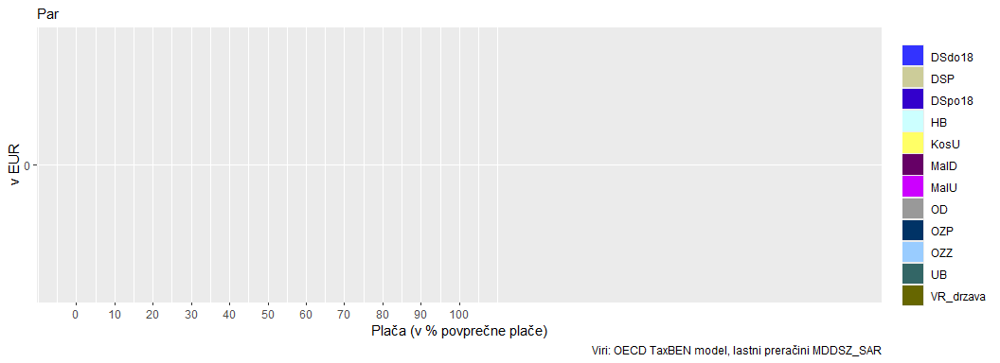 Par
v EUR
0
0 10 20 30 40 50 60 70 80 90 100
Plača (v % povprečne plače)
DSdo18
DSP
DSpo18
HB
KosU
MalD
MalU
OD
OZP
OZZ
UB
VR_drzava
Viri: OECD TaxBEN model, lastni preračini MDDSZ_SAR